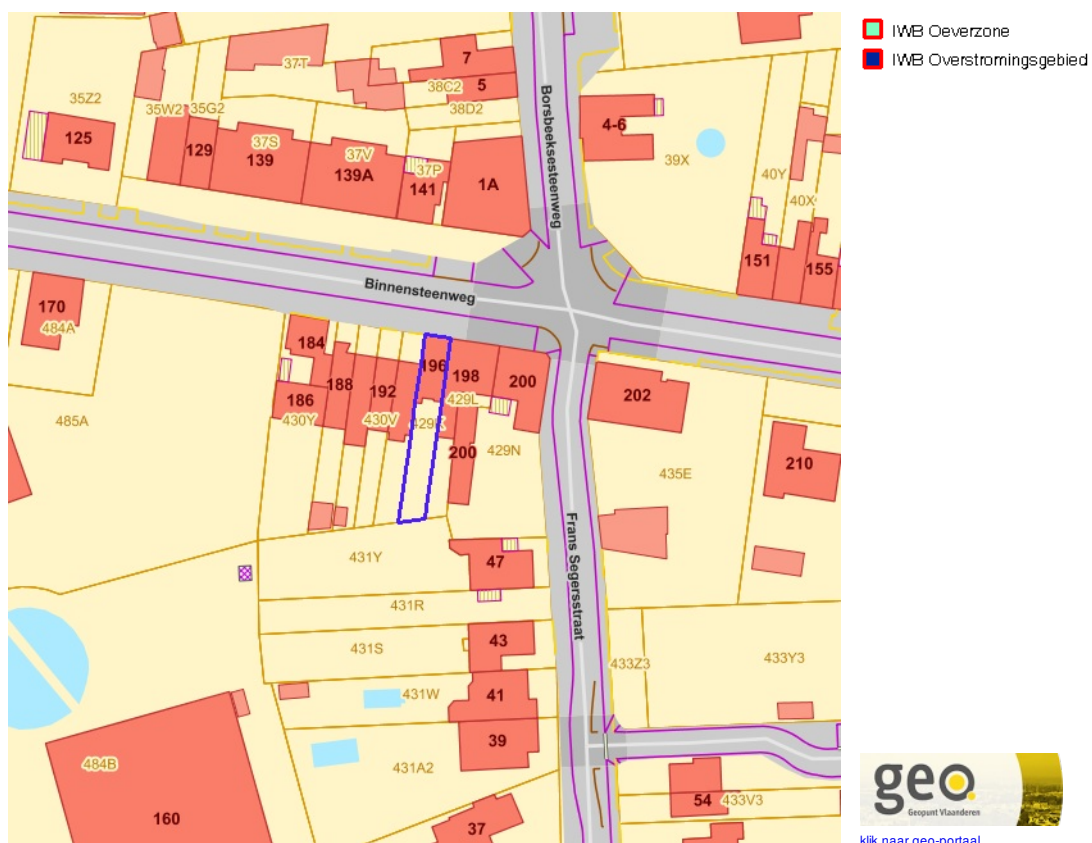 IWB Oeverzone
IWB Overstromingsgebied
7
37T
38C2
5
35Z2
35W2
35G2
38D2
Borsbeeksesteenweg
4-6
125
129
37S
139
37V
139A
37P
141
1A
39X
40Y
40X
151
155
Binnensteenweg
170
484A
184
188
186
192
196
198
200
202
429L
430Y
430V
429K
485A
200
429N
435E
210
Frans Segersstraat
431Y
47
431R
431S
43
433Z3
433Y3
431W
41
39
484B
431A2
160
37
54
433V3
geo.
Geopunt Vlaanderen
klik naar geo-portaal